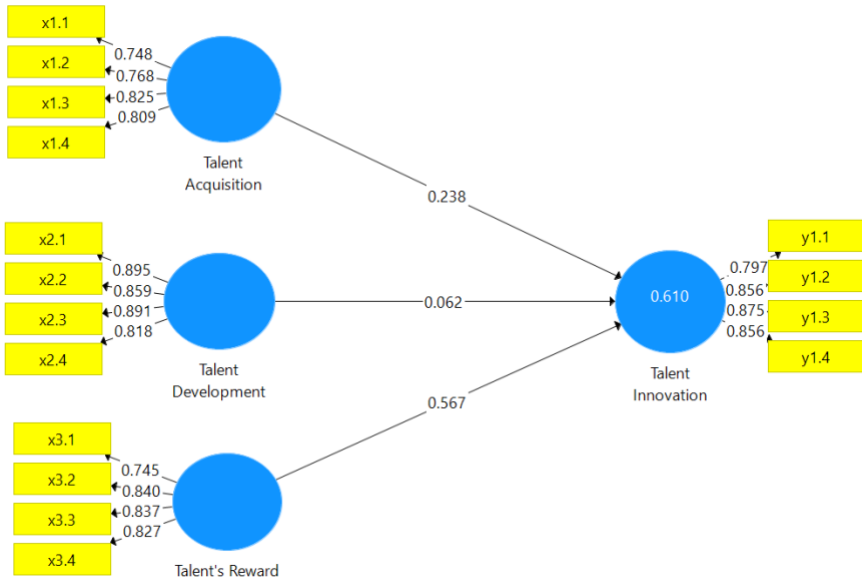 x1.1
0.748
x1.2
0.768
x1.3
0.825
x1.4
0.809
Talent
Acquisition
0.238
x2.1
0.895
x2.2
0.859
x2.3
0.891
x2.4
0.818
Talent
Development
0.062
x3.1
0.745
x3.2
0.840
x3.3
0.837
x3.4
0.827
Talent's Reward
0.567
0.610
Talent
Innovation
y1.1
0.797
y1.2
0.856
y1.3
0.875
y1.4
0.856